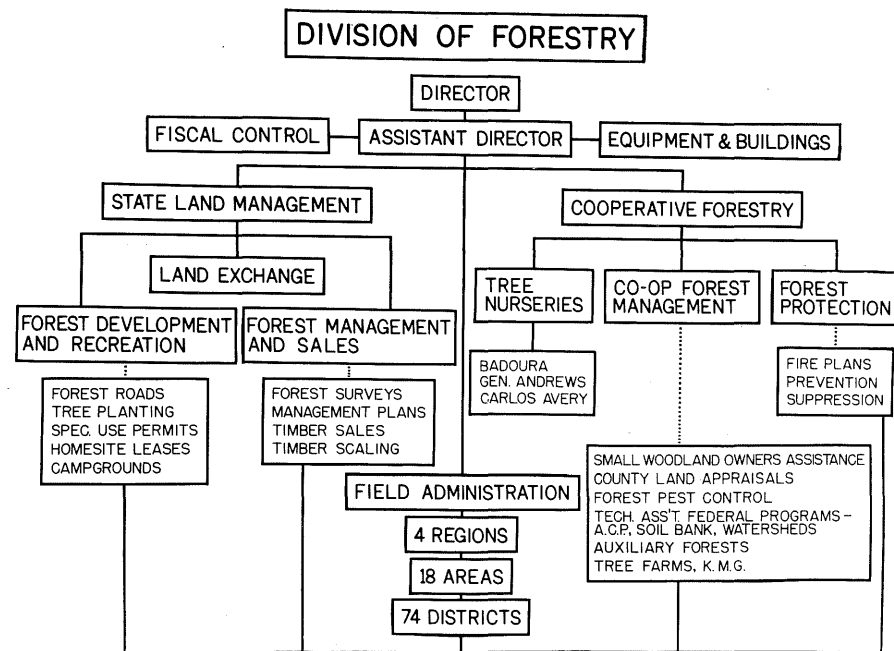 DIVISION OF FORESTRY
DIRECTOR
FISCAL CONTROL
ASSISTANT DIRECTOR
EQUIPMENT & BUILDINGS
STATE LAND MANAGEMENT
COOPERATIVE FORESTRY
LAND EXCHANGE
TREE
NURSERIES
CO-OP FOREST
MANAGEMENT
FOREST
PROTECTION
FOREST DEVELOPMENT
AND RECREATION
FOREST MANAGEMENT
AND SALES
BADOURA
GEN. ANDREWS
CARLOS AVERY
FIRE PLANS
PREVENTION
SUPPRESSION
FOREST ROADS
TREE PLANTING
SPEC. USE PERMITS
HOMESITE LEASES
CAMPGROUNDS
FOREST SURVEYS
MANAGEMENT PLANS
TIMBER SALES
TIMBER SCALING
SMALL WOODLAND OWNERS ASSISTANCE
COUNTY LAND APPRAISALS
FOREST PEST CONTROL
TECH. ASS'T. FEDERAL PROGRAMS –
A.C.P., SOIL BANK, WATERSHEDS
AUXILIARY FORESTS
TREE FARMS, K.M.G.
FIELD ADMINISTRATION
4 REGIONS
18 AREAS
74 DISTRICTS